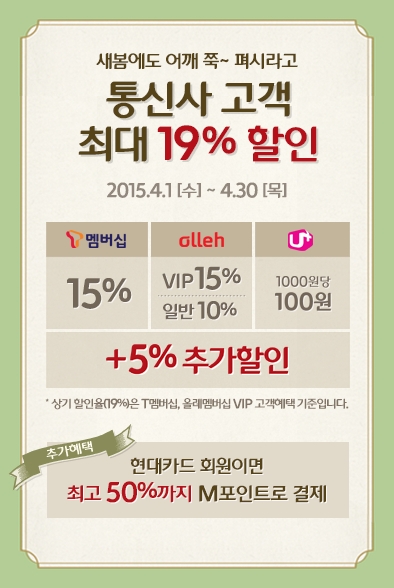 새봄에도 어깨 쭉~ 펴시라고
통신사 고객
최대 19% 할인
2015.4.1 [수] ~ 4.30 [목]
T멤버십 olleh U+
15% VIP 15% 1000원당
일반 10% 100원
+5% 추가할인
* 상기 할인율(19%)은 T멤버십, 올레멤버십 VIP 고객혜택 기준입니다.
추가혜택
현대카드 회원이면
최고 50%까지 M포인트로 결제